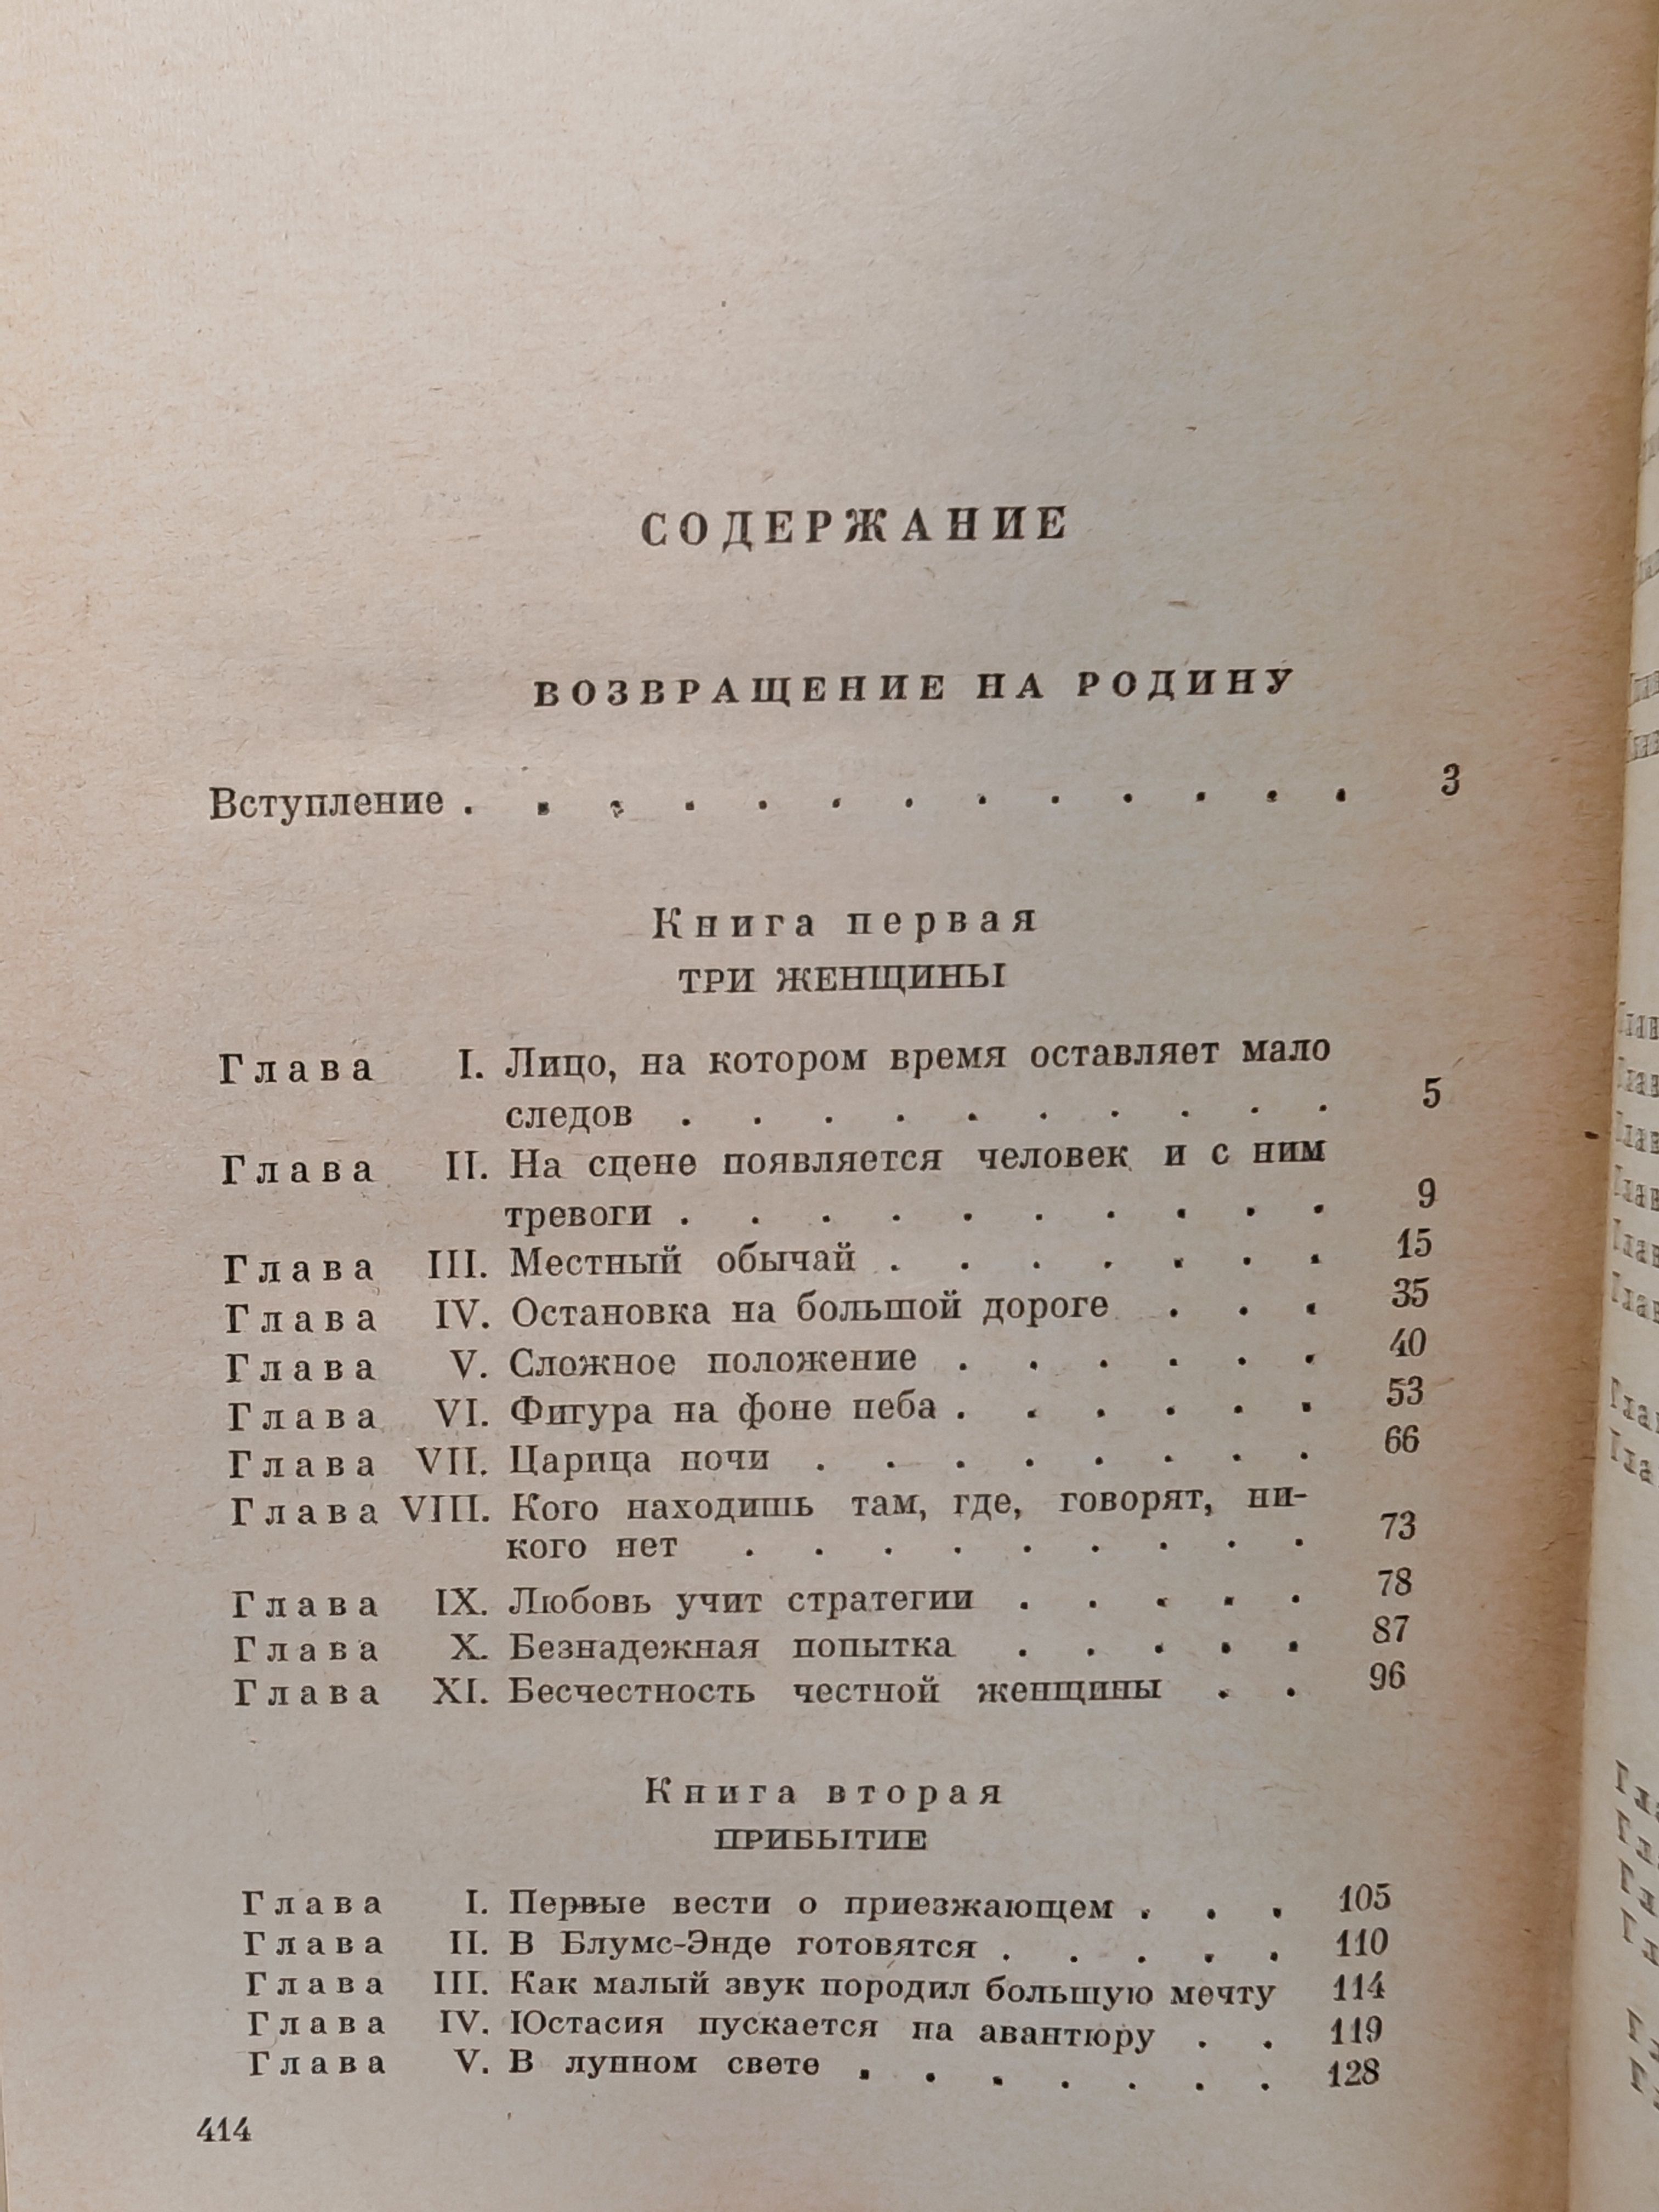 СОДЕРЖАНИЕ
ВОЗВРАЩЕНИЕ НА РОДИНУ
Вступление . . . . . . . . . . . . . 3
Книга первая
ТРИ ЖЕНЩИНЫ
Глава I. Лицо, на котором время оставляет мало
следов . . . . . . . . . . 5
Глава II. На сцене появляется человек и с ним
тревоги . . . . . . . . . . 9
Глава III. Местный обычай . . . . . . . 15
Глава IV. Остановка на большой дороге . . . 35
Глава V. Сложное положение . . . . . . 40
Глава VI. Фигура на фоне неба . . . . . . 53
Глава VII. Царица ночи . . . . . . . . 66
Глава VIII. Кого находишь там, где, говорят, ни-
кого нет . . . . . . . . . 73
Глава IX. Любовь учит стратегии . . . . . 78
Глава X. Безнадежная попытка . . . . . 87
Глава XI. Бесчестность честной женщины . . 96
Книга вторая
ПРИБЫТИЕ
Глава I. Первые вести о приезжающем . . . 105
Глава II. В Блумс-Энде готовятся . . . . . 110
Глава III. Как малый звук породил большую мечту 114
Глава IV. Юстасия пускается на авантюру . . 119
Глава V. В лунном свете . . . . . . . 128
414